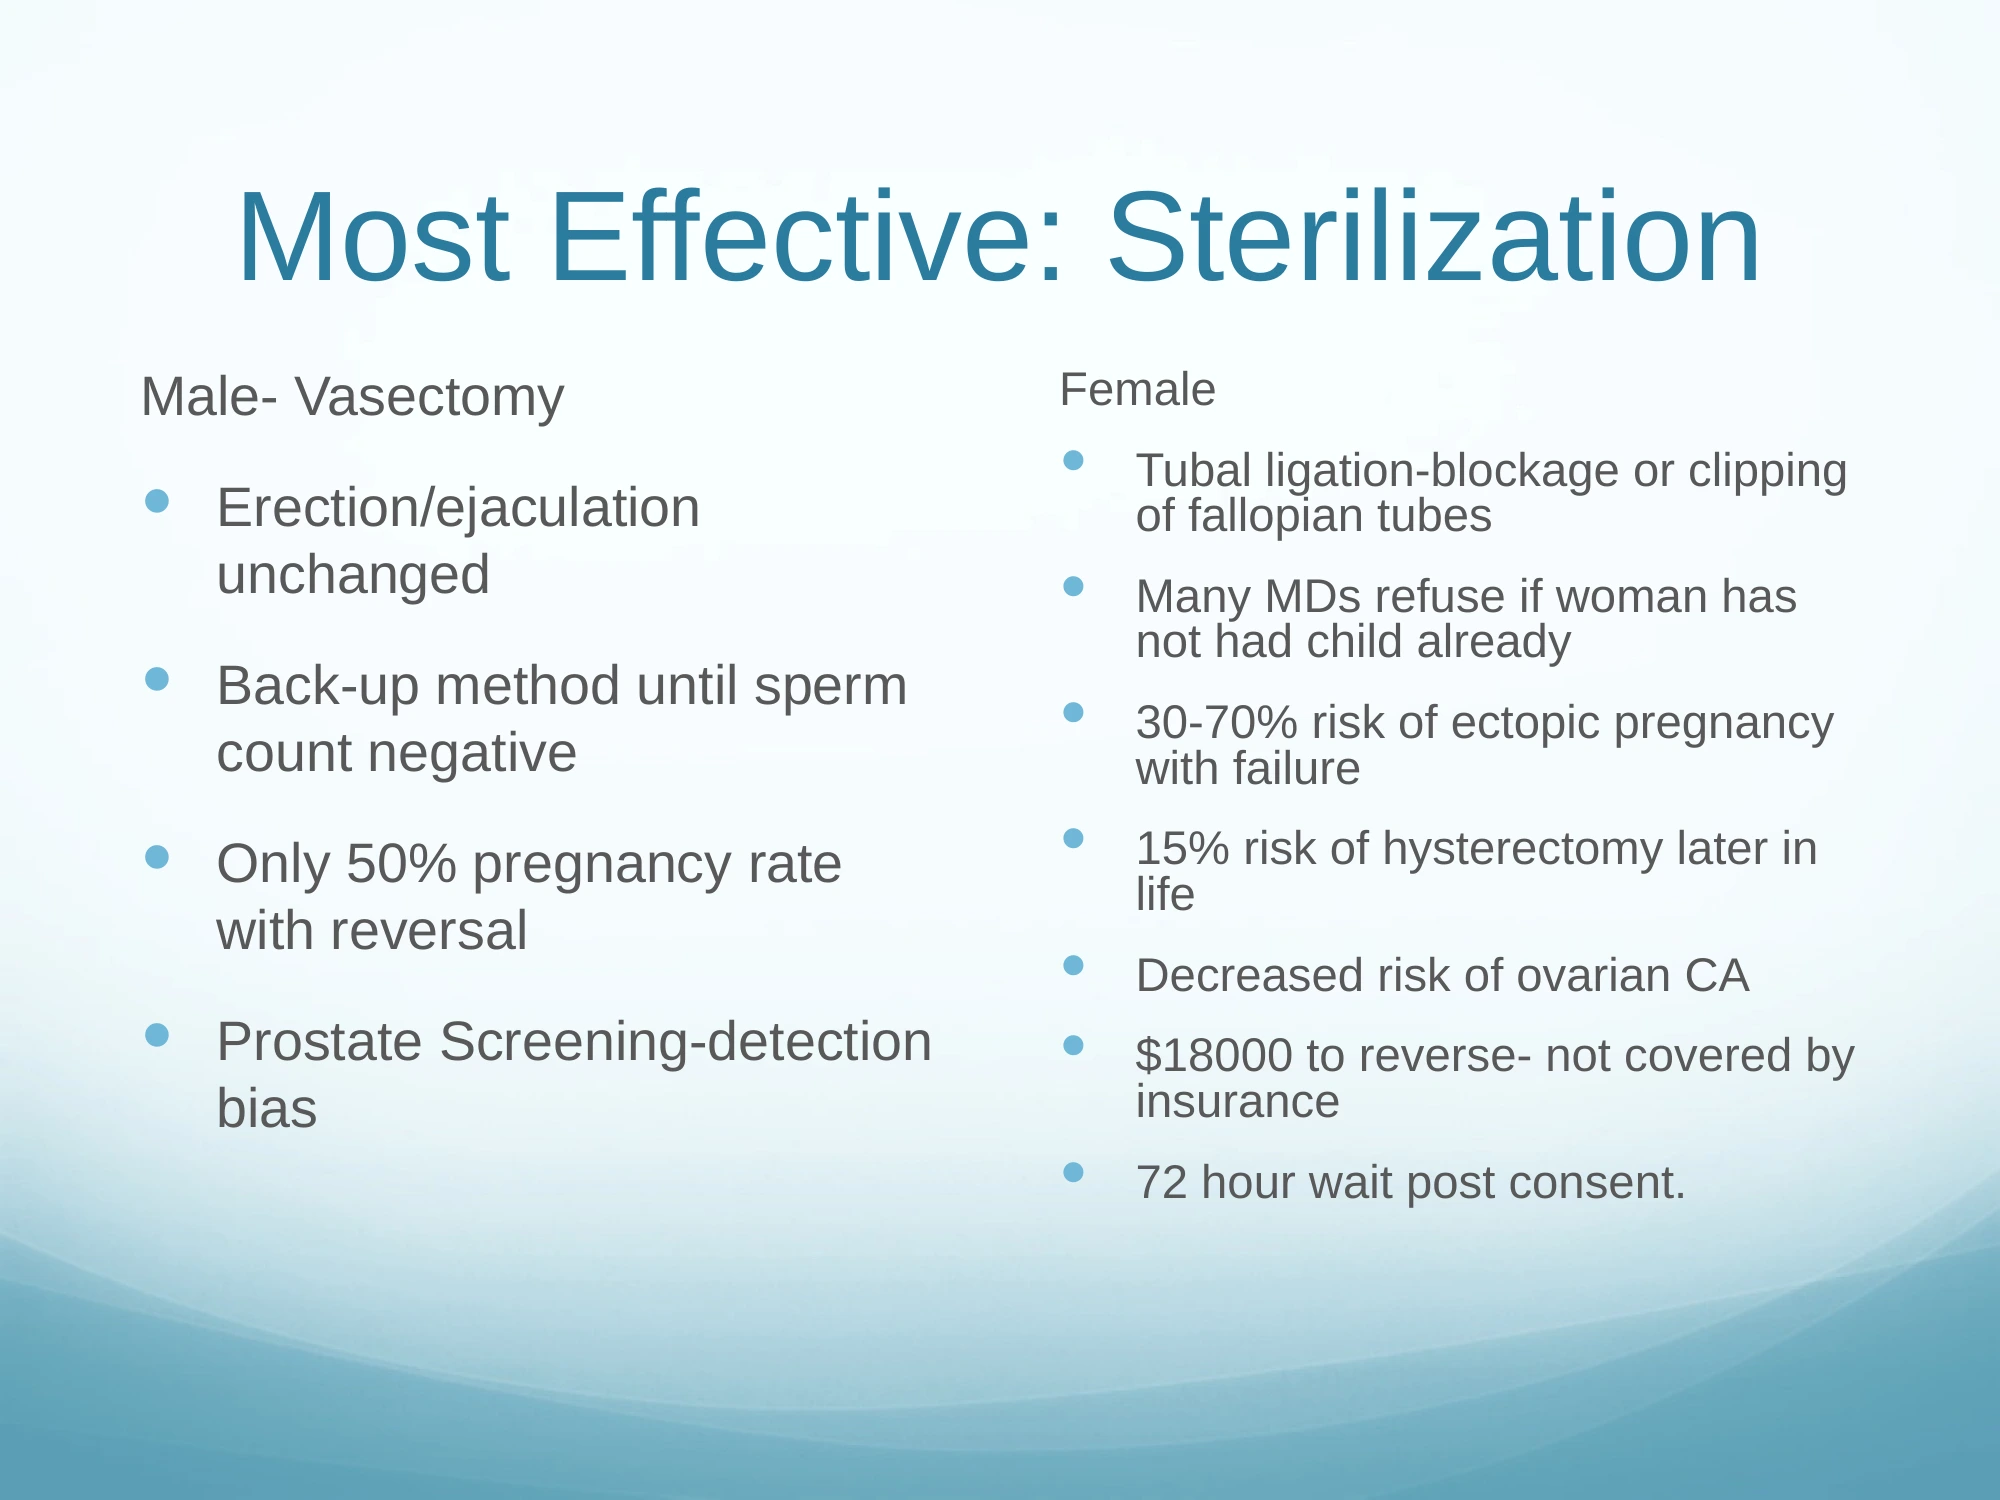 Most Effective: Sterilization
Male- Vasectomy
Erection/ejaculation
unchanged
Back-up method until sperm
count negative
Only 50% pregnancy rate
with reversal
Prostate Screening-detection
bias
Female
Tubal ligation-blockage or clipping
of fallopian tubes
Many MDs refuse if woman has
not had child already
30-70% risk of ectopic pregnancy
with failure
15% risk of hysterectomy later in
life
Decreased risk of ovarian CA
$18000 to reverse- not covered by
insurance
72 hour wait post consent.